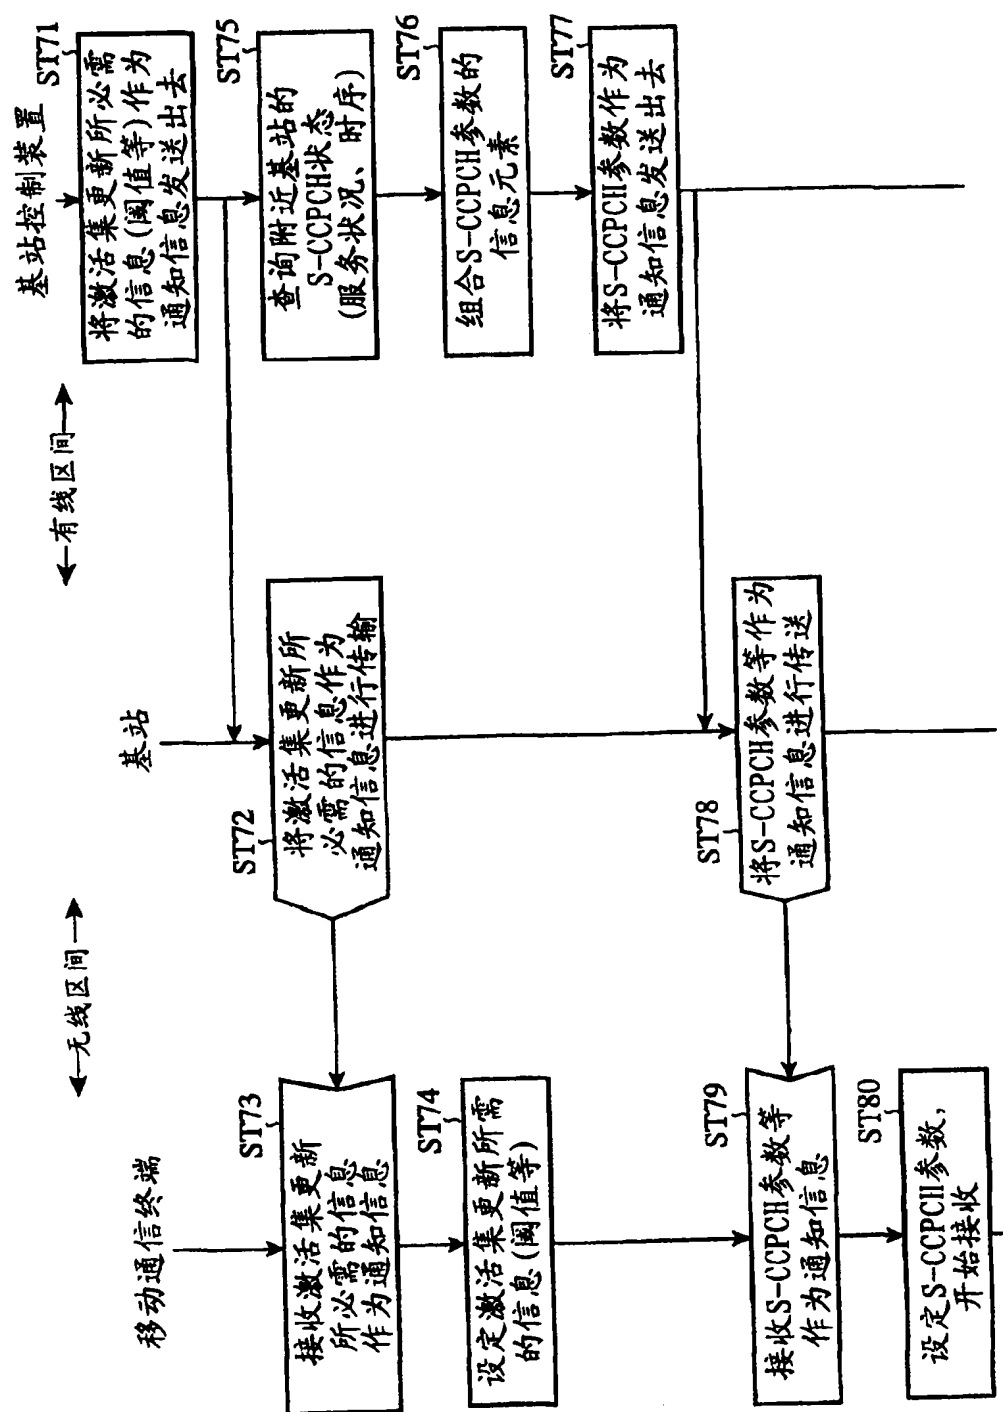 移动通信终端
←无线区间→
基站
←有线区间→
基站控制装置
ST71
将激活集更新所必需
的信息(阈值等)作为
通知信息发送出去
ST72
将激活集更新所
必需的信息作为
通知信息进行传输
ST73
接收激活集更新
所必需的信息
作为通知信息
ST74
设定激活集更新所需
的信息(阈值等)
ST75
查询附近基站的
S-CCPCH状态
(服务状况、时序)
ST76
组合S-CCPCH参数的
信息元素
ST77
将S-CCPCH参数作为
通知信息发送出去
ST78
将S-CCPCH参数等作为
通知信息进行传送
ST79
接收S-CCPCH参数等
作为通知信息
ST80
设定S-CCPCH参数,
开始接收